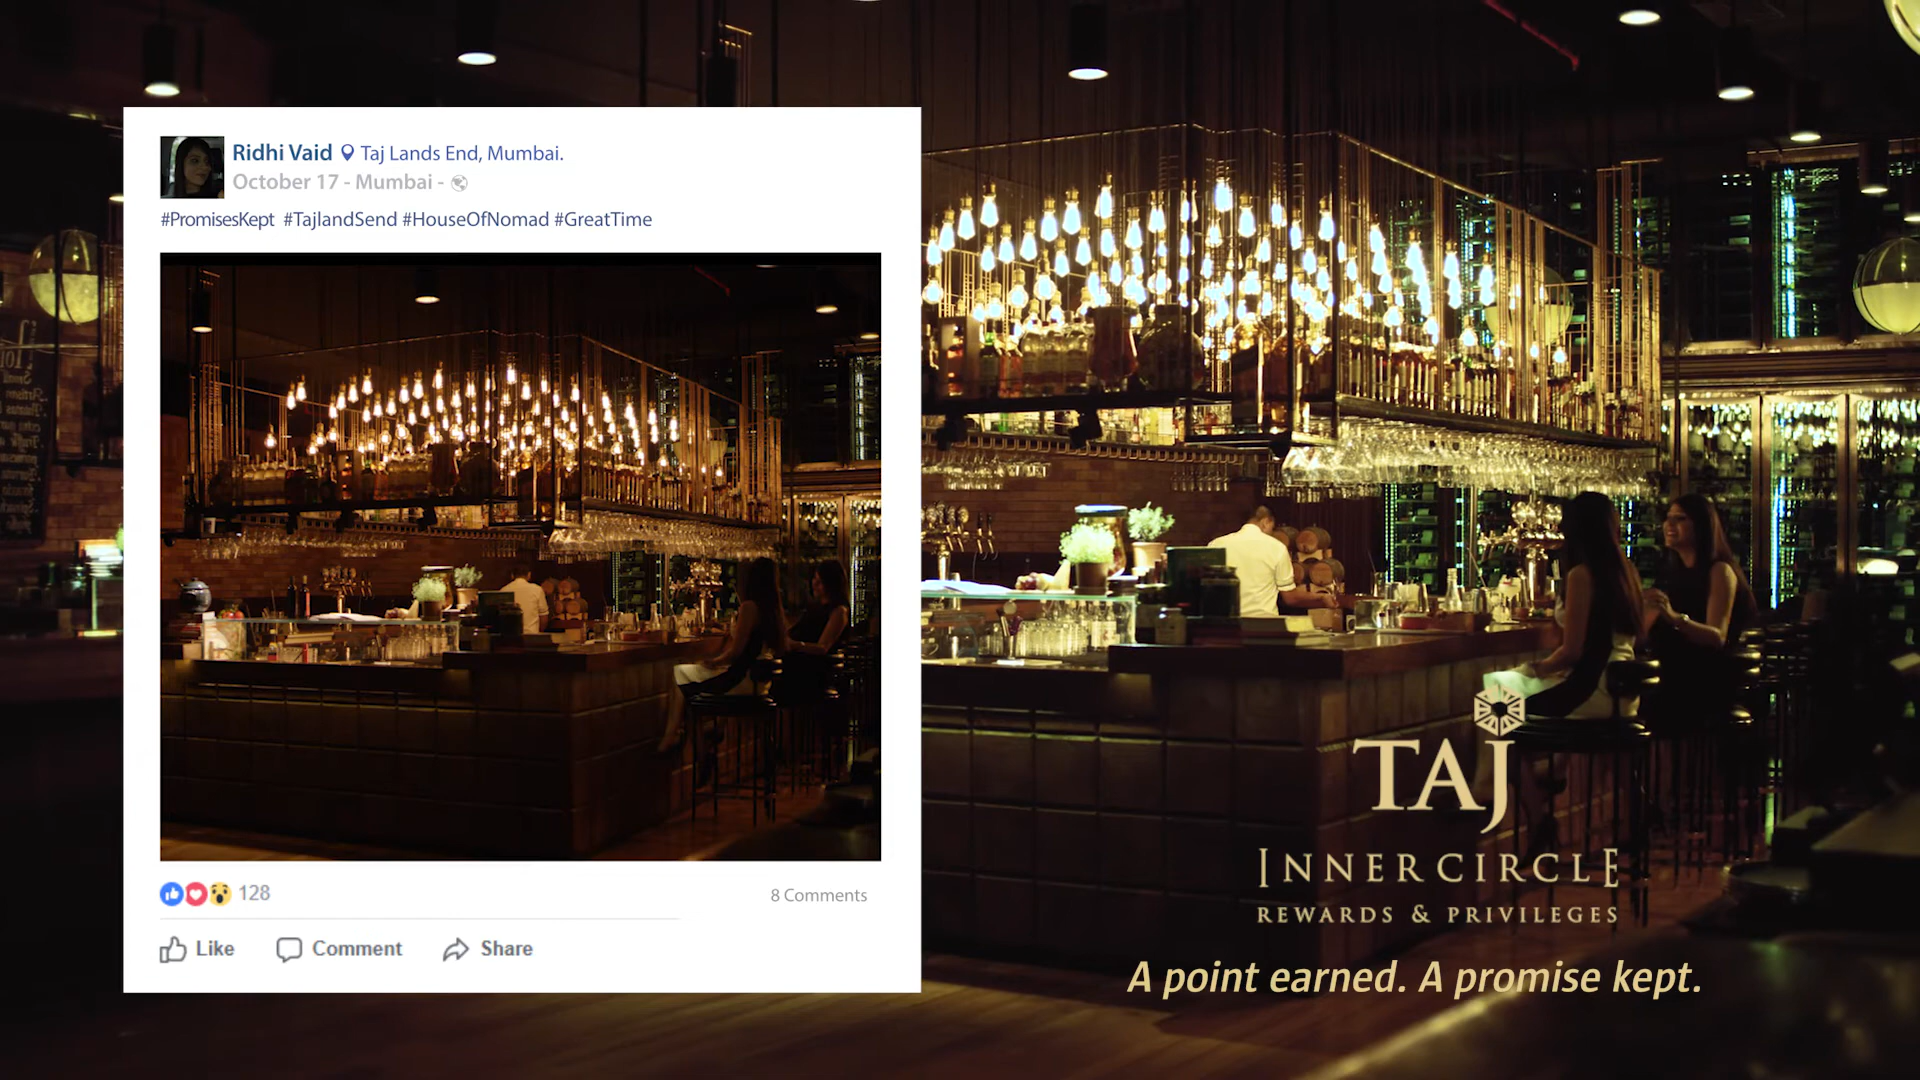 Ridhi Vaid Taj Lands End, Mumbai.
October 17 - Mumbai -
#PromisesKept #TajlandSend #HouseOfNomad #GreatTime
128
8 Comments
Like Comment Share
TAJ
INNERCIRCLE
REWARDS & PRIVILEGES
A point earned. A promise kept.